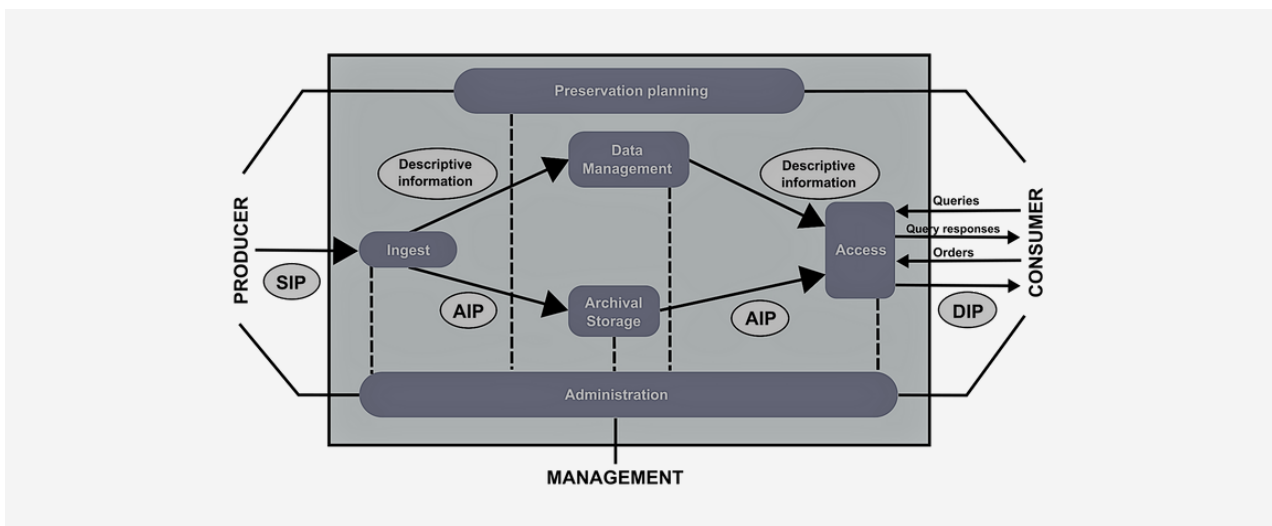 Preservation planning
Data
Management
Descriptive
information
Descriptive
information
PRODUCER
SIP
Ingest
AIP
Archival
Storage
AIP
Access
Queries
Query responses
Orders
DIP
CONSUMER
Administration
MANAGEMENT